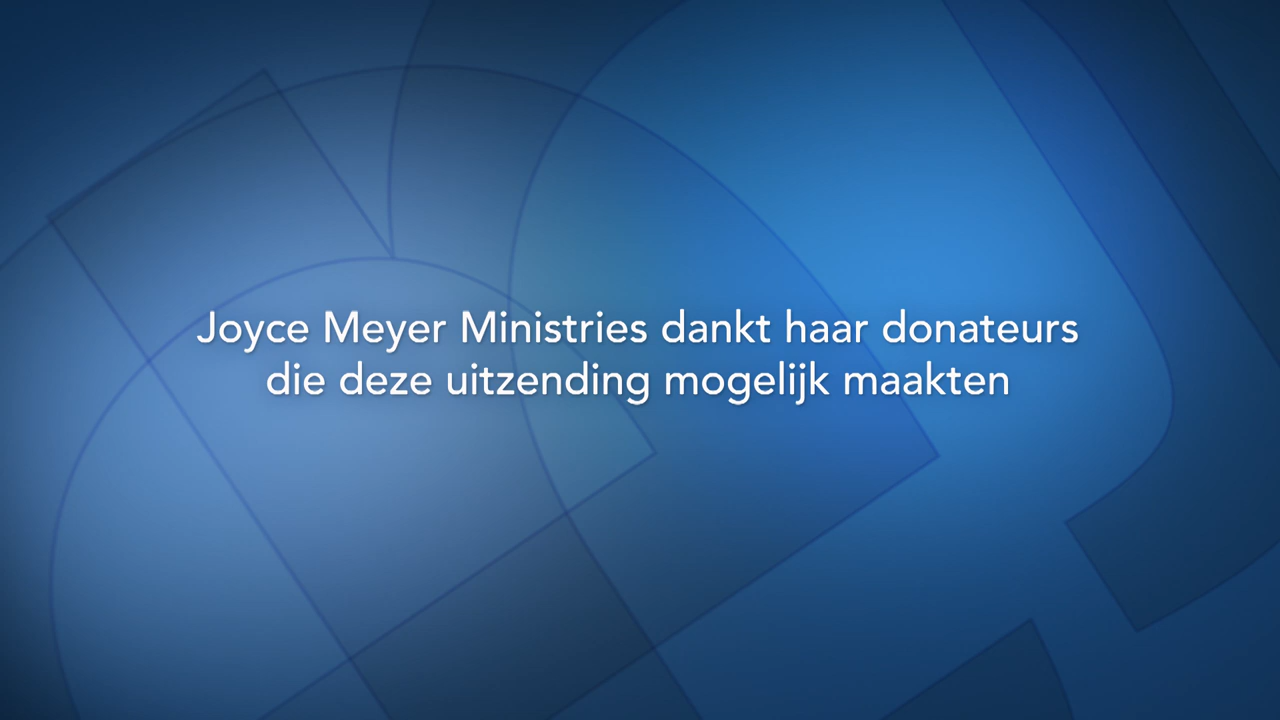 Joyce Meyer Ministries dankt haar donateurs
die deze uitzending mogelijk maakten